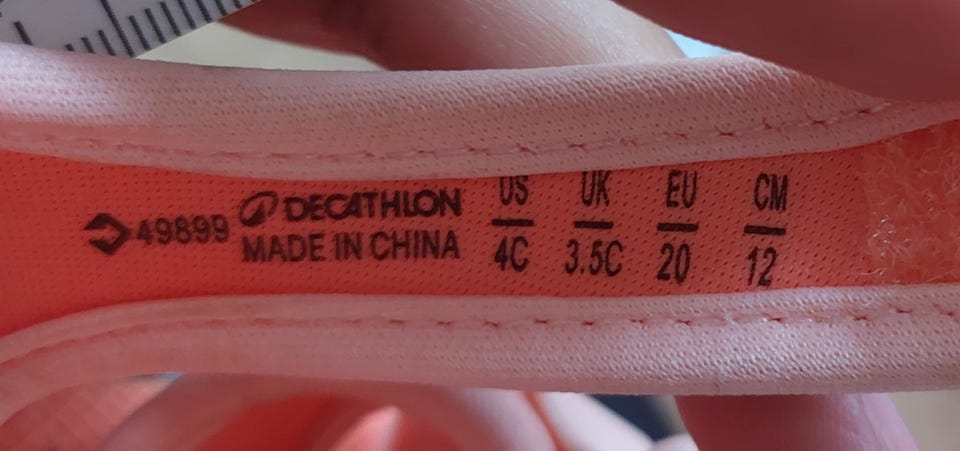 49899 DECATHLON
MADE IN CHINA
US UK EU CM
4C 3.5C 20 12